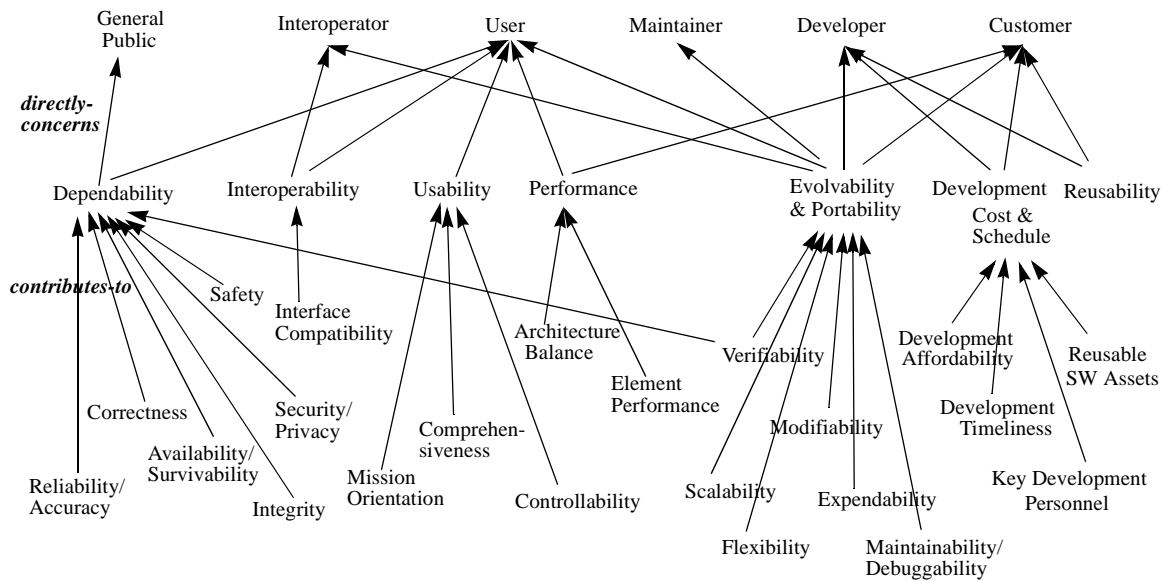 General
Public
Interoperator
User
Maintainer
Developer
Customer
directly-
concerns
Dependability
Interoperability
Usability
Performance
Evolvability
& Portability
Development
Cost &
Schedule
Reusability
contributes-to
Safety
Interface
Compatibility
Architecture
Balance
Verifiability
Development
Affordability
Reusable
SW Assets
Correctness
Security/
Privacy
Comprehen-
siveness
Element
Performance
Modifiability
Development
Timeliness
Availability/
Survivability
Reliability/
Accuracy
Integrity
Mission
Orientation
Controllability
Scalability
Expendability
Key Development
Personnel
Flexibility
Maintainability/
Debuggability